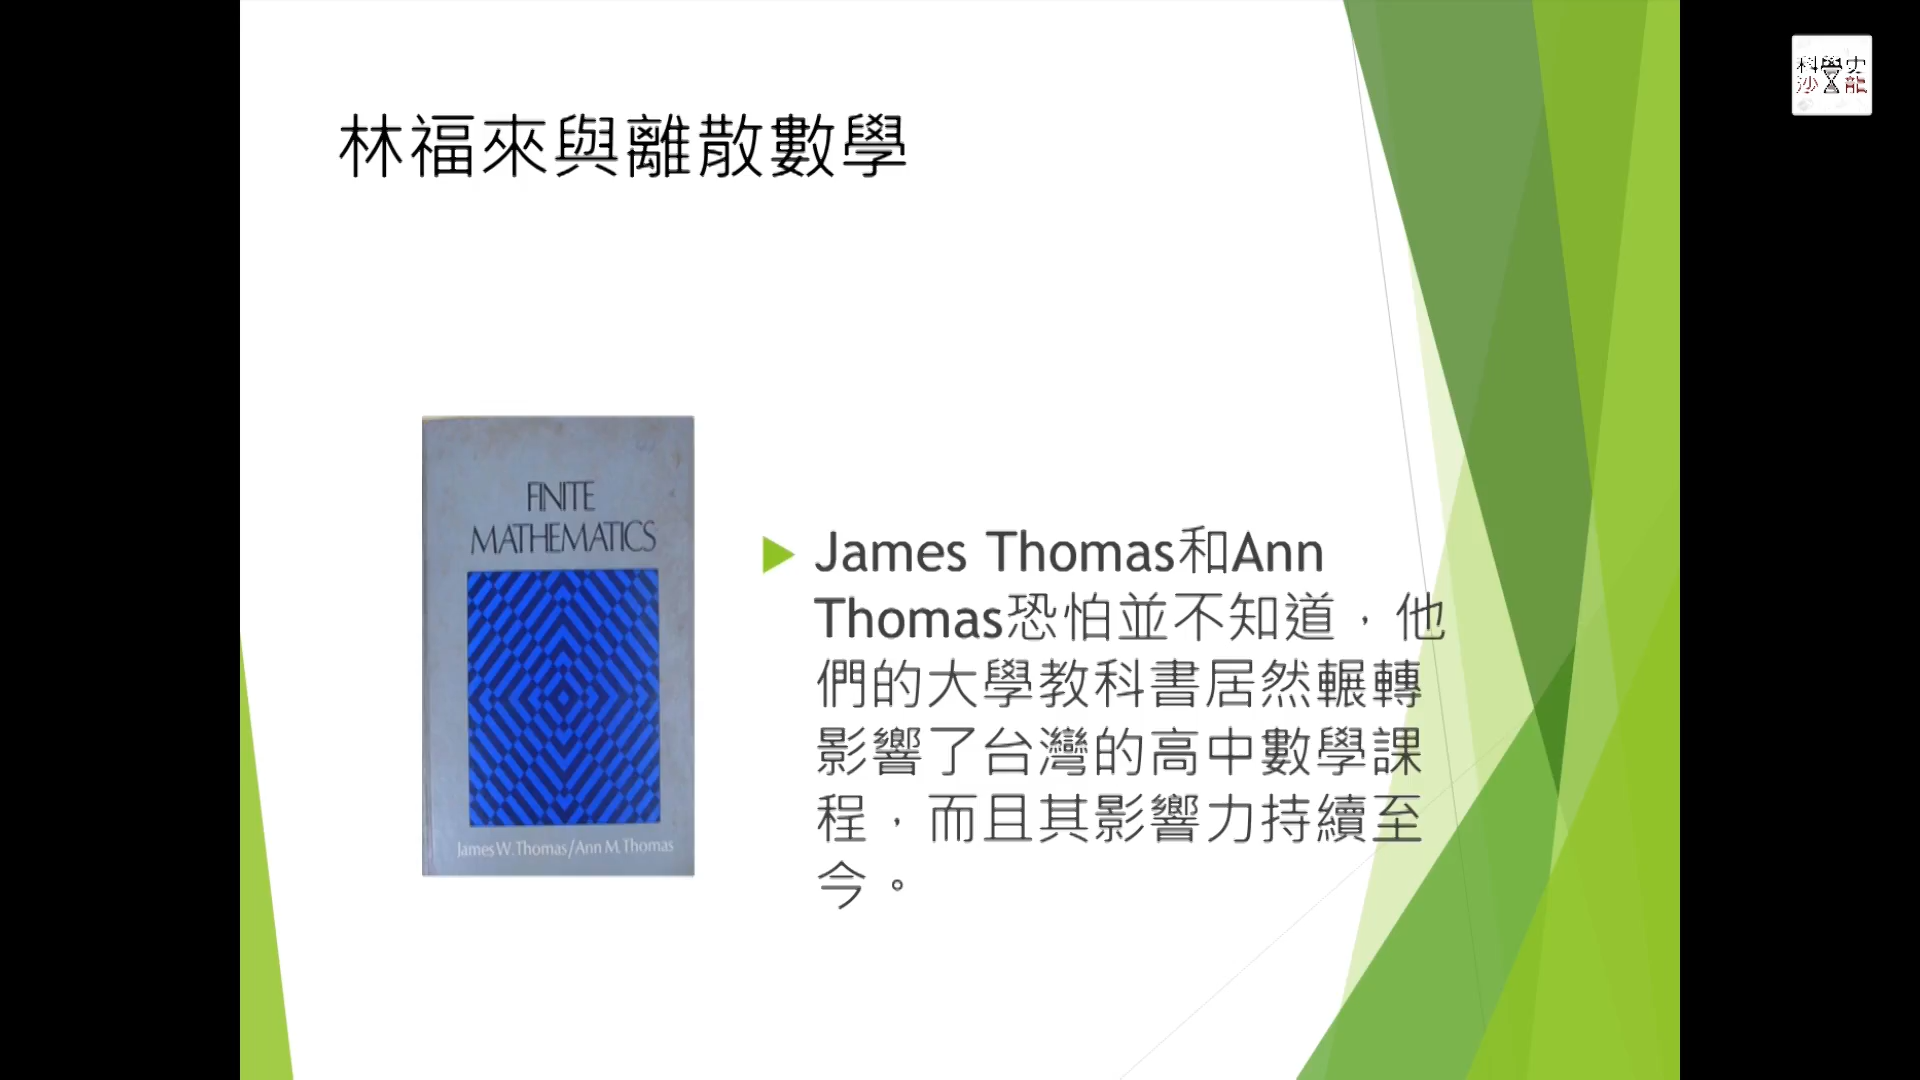 科學史
沙龍
林福來與離散數學
FINITE
MATHEMATICS
James W. Thomas/Ann M. Thomas
James Thomas和Ann
Thomas恐怕並不知道，他
們的大學教科書居然輾轉
影響了台灣的高中數學課
程，而且其影響力持續至
今。